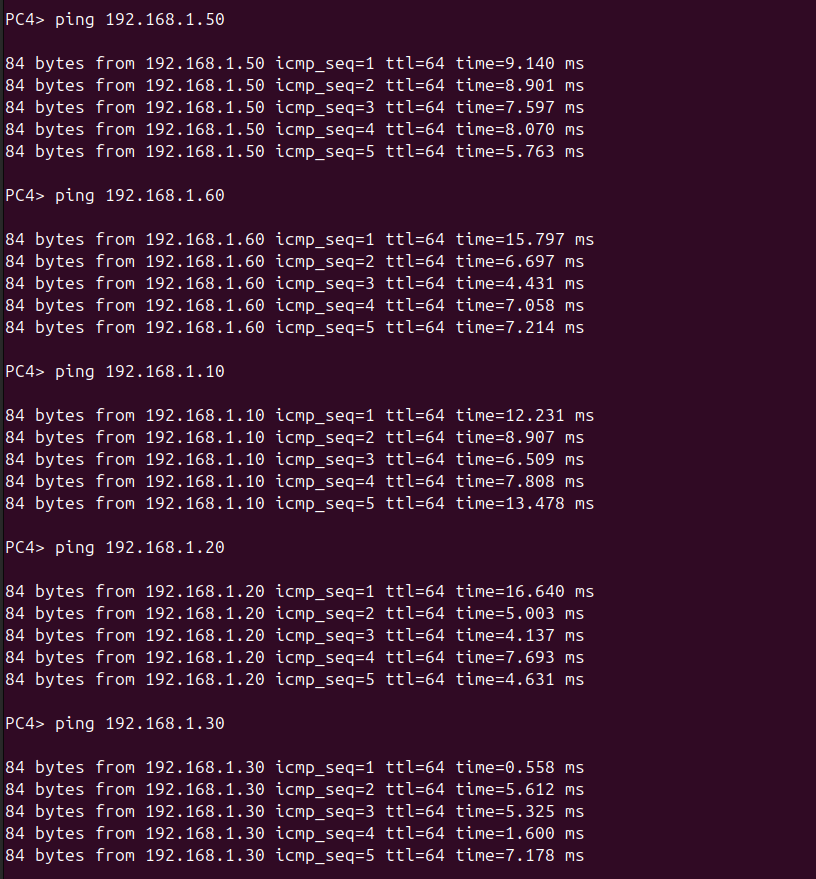 PC4> ping 192.168.1.50
84 bytes from 192.168.1.50 icmp_seq=1 ttl=64 time=9.140 ms
84 bytes from 192.168.1.50 icmp_seq=2 ttl=64 time=8.901 ms
84 bytes from 192.168.1.50 icmp_seq=3 ttl=64 time=7.597 ms
84 bytes from 192.168.1.50 icmp_seq=4 ttl=64 time=8.070 ms
84 bytes from 192.168.1.50 icmp_seq=5 ttl=64 time=5.763 ms
PC4> ping 192.168.1.60
84 bytes from 192.168.1.60 icmp_seq=1 ttl=64 time=15.797 ms
84 bytes from 192.168.1.60 icmp_seq=2 ttl=64 time=6.697 ms
84 bytes from 192.168.1.60 icmp_seq=3 ttl=64 time=4.431 ms
84 bytes from 192.168.1.60 icmp_seq=4 ttl=64 time=7.058 ms
84 bytes from 192.168.1.60 icmp_seq=5 ttl=64 time=7.214 ms
PC4> ping 192.168.1.10
84 bytes from 192.168.1.10 icmp_seq=1 ttl=64 time=12.231 ms
84 bytes from 192.168.1.10 icmp_seq=2 ttl=64 time=8.907 ms
84 bytes from 192.168.1.10 icmp_seq=3 ttl=64 time=6.509 ms
84 bytes from 192.168.1.10 icmp_seq=4 ttl=64 time=7.808 ms
84 bytes from 192.168.1.10 icmp_seq=5 ttl=64 time=13.478 ms
PC4> ping 192.168.1.20
84 bytes from 192.168.1.20 icmp_seq=1 ttl=64 time=16.640 ms
84 bytes from 192.168.1.20 icmp_seq=2 ttl=64 time=5.003 ms
84 bytes from 192.168.1.20 icmp_seq=3 ttl=64 time=4.137 ms
84 bytes from 192.168.1.20 icmp_seq=4 ttl=64 time=7.693 ms
84 bytes from 192.168.1.20 icmp_seq=5 ttl=64 time=4.631 ms
PC4> ping 192.168.1.30
84 bytes from 192.168.1.30 icmp_seq=1 ttl=64 time=0.558 ms
84 bytes from 192.168.1.30 icmp_seq=2 ttl=64 time=5.612 ms
84 bytes from 192.168.1.30 icmp_seq=3 ttl=64 time=5.325 ms
84 bytes from 192.168.1.30 icmp_seq=4 ttl=64 time=1.600 ms
84 bytes from 192.168.1.30 icmp_seq=5 ttl=64 time=7.178 ms